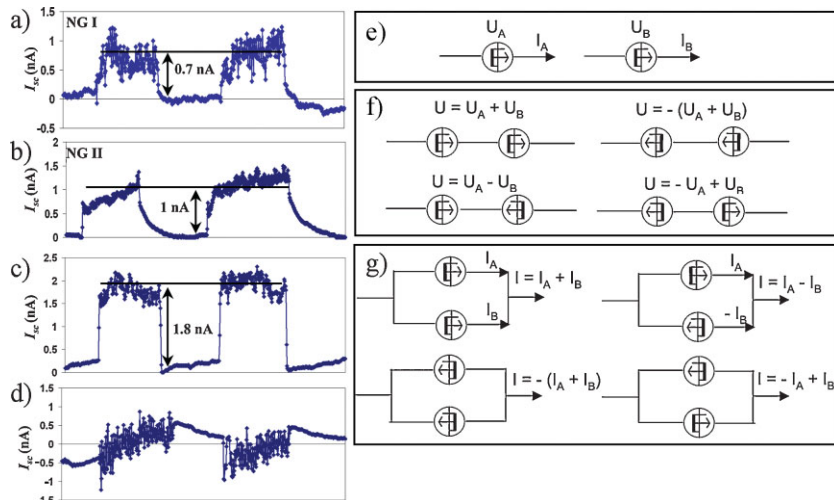 a)
NG I
I_sc (nA)
1.5
1
0.5
0
-0.5
0.7 nA
b)
NG II
I_sc (nA)
2
1.5
1
0.5
0
1 nA
c)
I_sc (nA)
2.5
2
1.5
1
0.5
0
1.8 nA
d)
I_sc (nA)
1.5
1
0.5
0
-0.5
-1
1.5
e)
U_A
I_A
U_B
I_B
f)
U = U_A + U_B
U = - (U_A + U_B)
U = U_A - U_B
U = - U_A + U_B
g)
I_A
I = I_A + I_B
I_B
I_A
I = I_A - I_B
- I_B
I = - (I_A + I_B)
I = - I_A + I_B